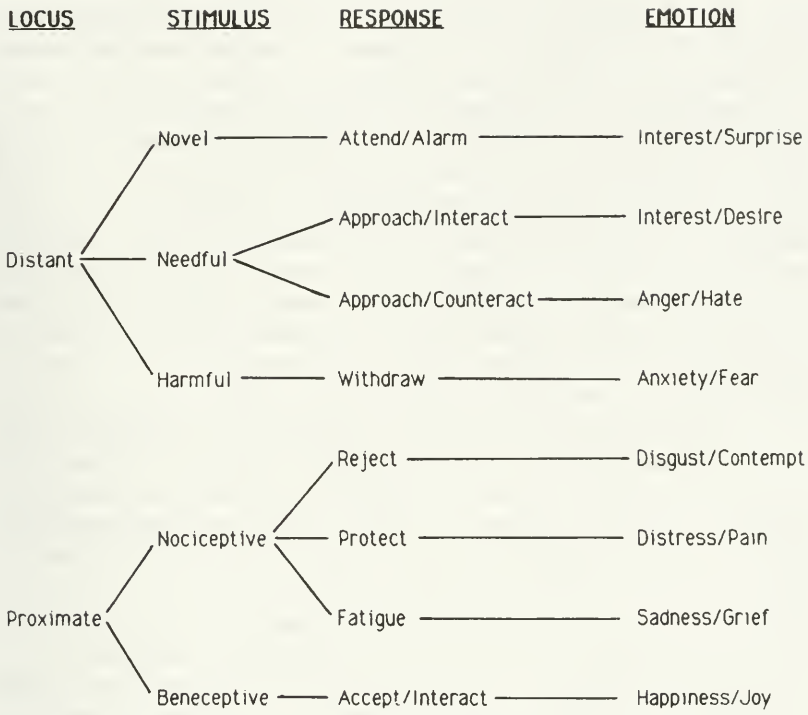 LOCUS STIMULUS RESPONSE EMOTION
Novel Attend/Alarm Interest/Surprise
Approach/Interact Interest/Desire
Distant Needful
Approach/Counteract Anger/Hate
Harmful Withdraw Anxiety/Fear
Reject Disgust/Contempt
Nociceptive Protect Distress/Pain
Proximate Fatigue Sadness/Grief
Beneceptive Accept/Interact Happiness/Joy